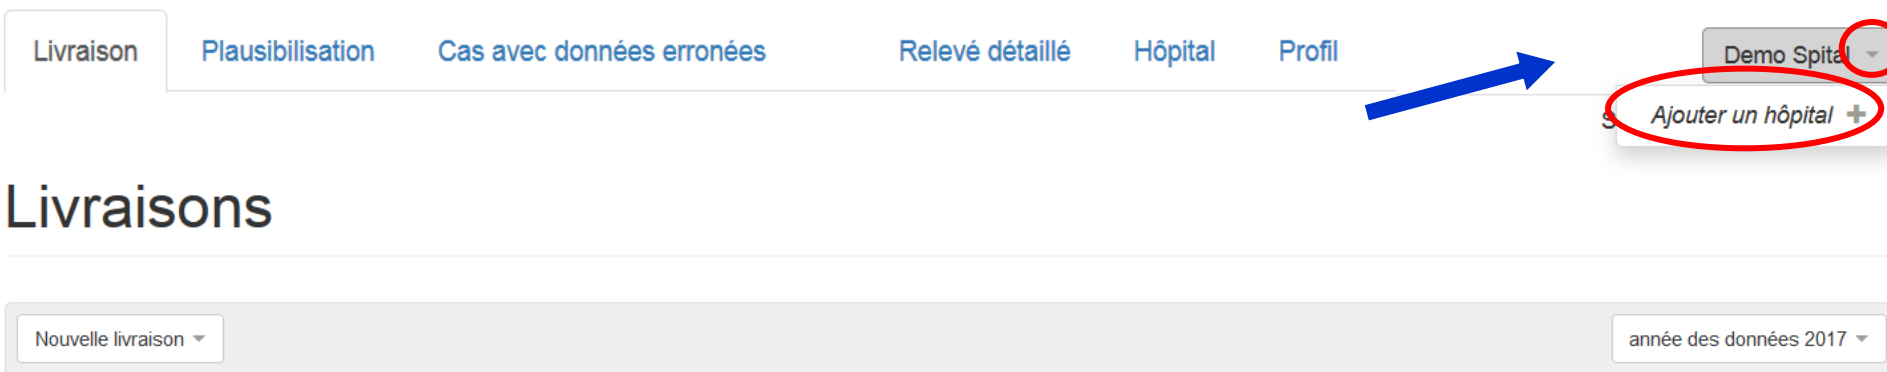 Livraison Plausibilisation Cas avec données erronées Relevé détaillé Hôpital Profil Demo Spital
Ajouter un hôpital
Livraisons
Nouvelle livraison année des données 2017